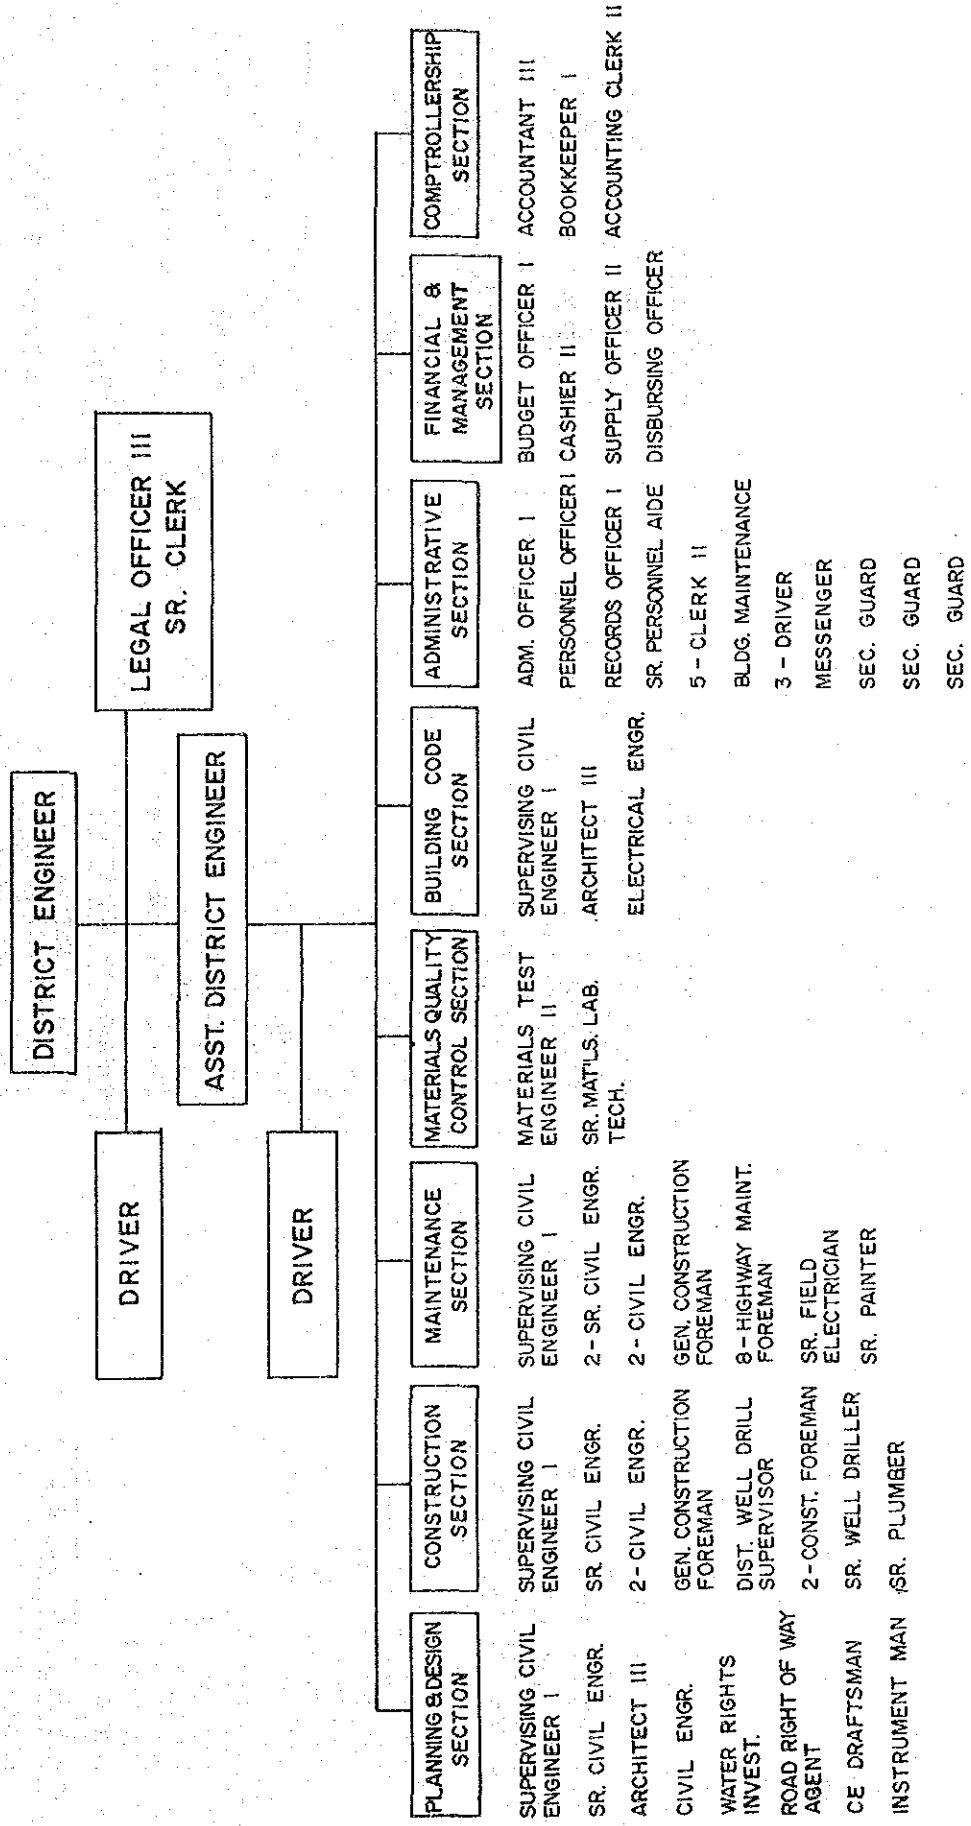 DISTRICT ENGINEER
LEGAL OFFICER III
SR. CLERK
DRIVER
ASST. DISTRICT ENGINEER
DRIVER
PLANNING & DESIGN
SECTION
SUPERVISING CIVIL
ENGINEER I
SR. CIVIL ENGR.
ARCHITECT III
CIVIL ENGR.
WATER RIGHTS
INVEST.
ROAD RIGHT OF WAY
AGENT
CE DRAFTSMAN
INSTRUMENT MAN
CONSTRUCTION
SECTION
SUPERVISING CIVIL
ENGINEER I
SR. CIVIL ENGR.
2 - CIVIL ENGR.
GEN. CONSTRUCTION
FOREMAN
DIST. WELL DRILL
SUPERVISOR
2 - CONST. FOREMAN
SR. WELL DRILLER
SR. PLUMBER
MAINTENANCE
SECTION
SUPERVISING CIVIL
ENGINEER I
2 - SR. CIVIL ENGR.
2 - CIVIL ENGR.
GEN. CONSTRUCTION
FOREMAN
8 - HIGHWAY MAINT.
FOREMAN
SR. FIELD
ELECTRICIAN
SR. PAINTER
MATERIALS QUALITY
CONTROL SECTION
MATERIALS TEST
ENGINEER II
SR. MAT'LS. LAB.
TECH.
BUILDING CODE
SECTION
SUPERVISING CIVIL
ENGINEER I
ARCHITECT III
ELECTRICAL ENGR.
ADMINISTRATIVE
SECTION
ADM. OFFICER I
PERSONNEL OFFICER I
RECORDS OFFICER I
SR. PERSONNEL AIDE
5 - CLERK II
BLDG. MAINTENANCE
3 - DRIVER
MESSENGER
SEC. GUARD
SEC. GUARD
SEC. GUARD
FINANCIAL &
MANAGEMENT
SECTION
BUDGET OFFICER I
CASHIER II
SUPPLY OFFICER II
DISBURSING OFFICER
COMPTROLLERSHIP
SECTION
ACCOUNTANT III
BOOKKEEPER I
ACCOUNTING CLERK II